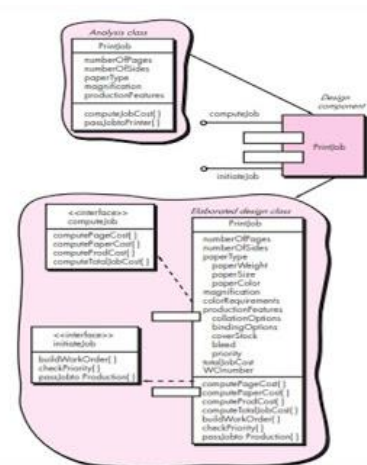 Analysis class
PrintJob
numberOfPages
numberOfSides
paperType
magnification
productionFeatures
computeJobCost( )
passJobtoPrinter( )
Design
component
computeJob
PrintJob
initiateJob
<<interface>>
computeJob
computePageCost( )
computePaperCost( )
computeProdCost( )
computeTotalJobCost( )
<<interface>>
initiateJob
buildWorkOrder( )
checkPriority( )
passJobto Production( )
Elaborated design class
PrintJob
numberOfPages
numberOfSides
paperType
paperWeight
paperSize
paperColor
magnification
colorRequirements
productionFeatures
collationOptions
bindingOptions
coverStock
bleed
priority
totalJobCost
WOnumber
computePageCost( )
computePaperCost( )
computeProdCost( )
computeTotalJobCost( )
buildWorkOrder( )
checkPriority( )
passJobto Production( )